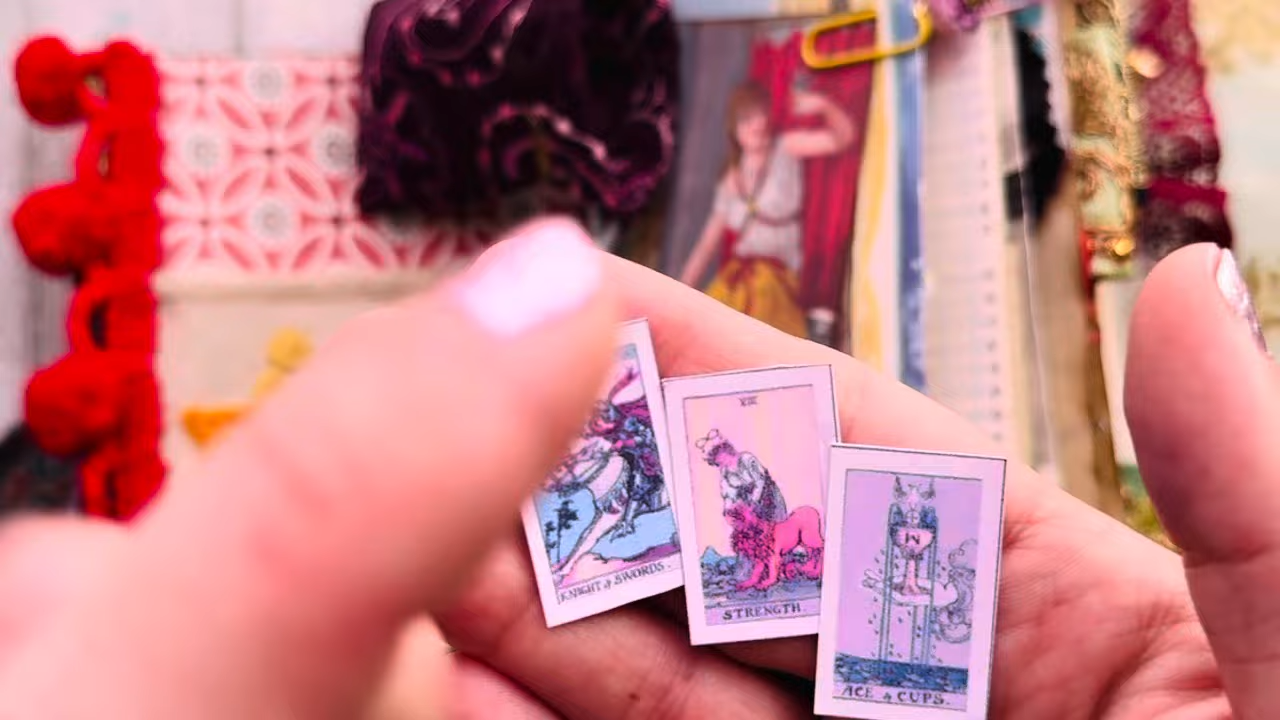 KNIGHT of SWORDS.
VIII
STRENGTH.
ACE of CUPS.